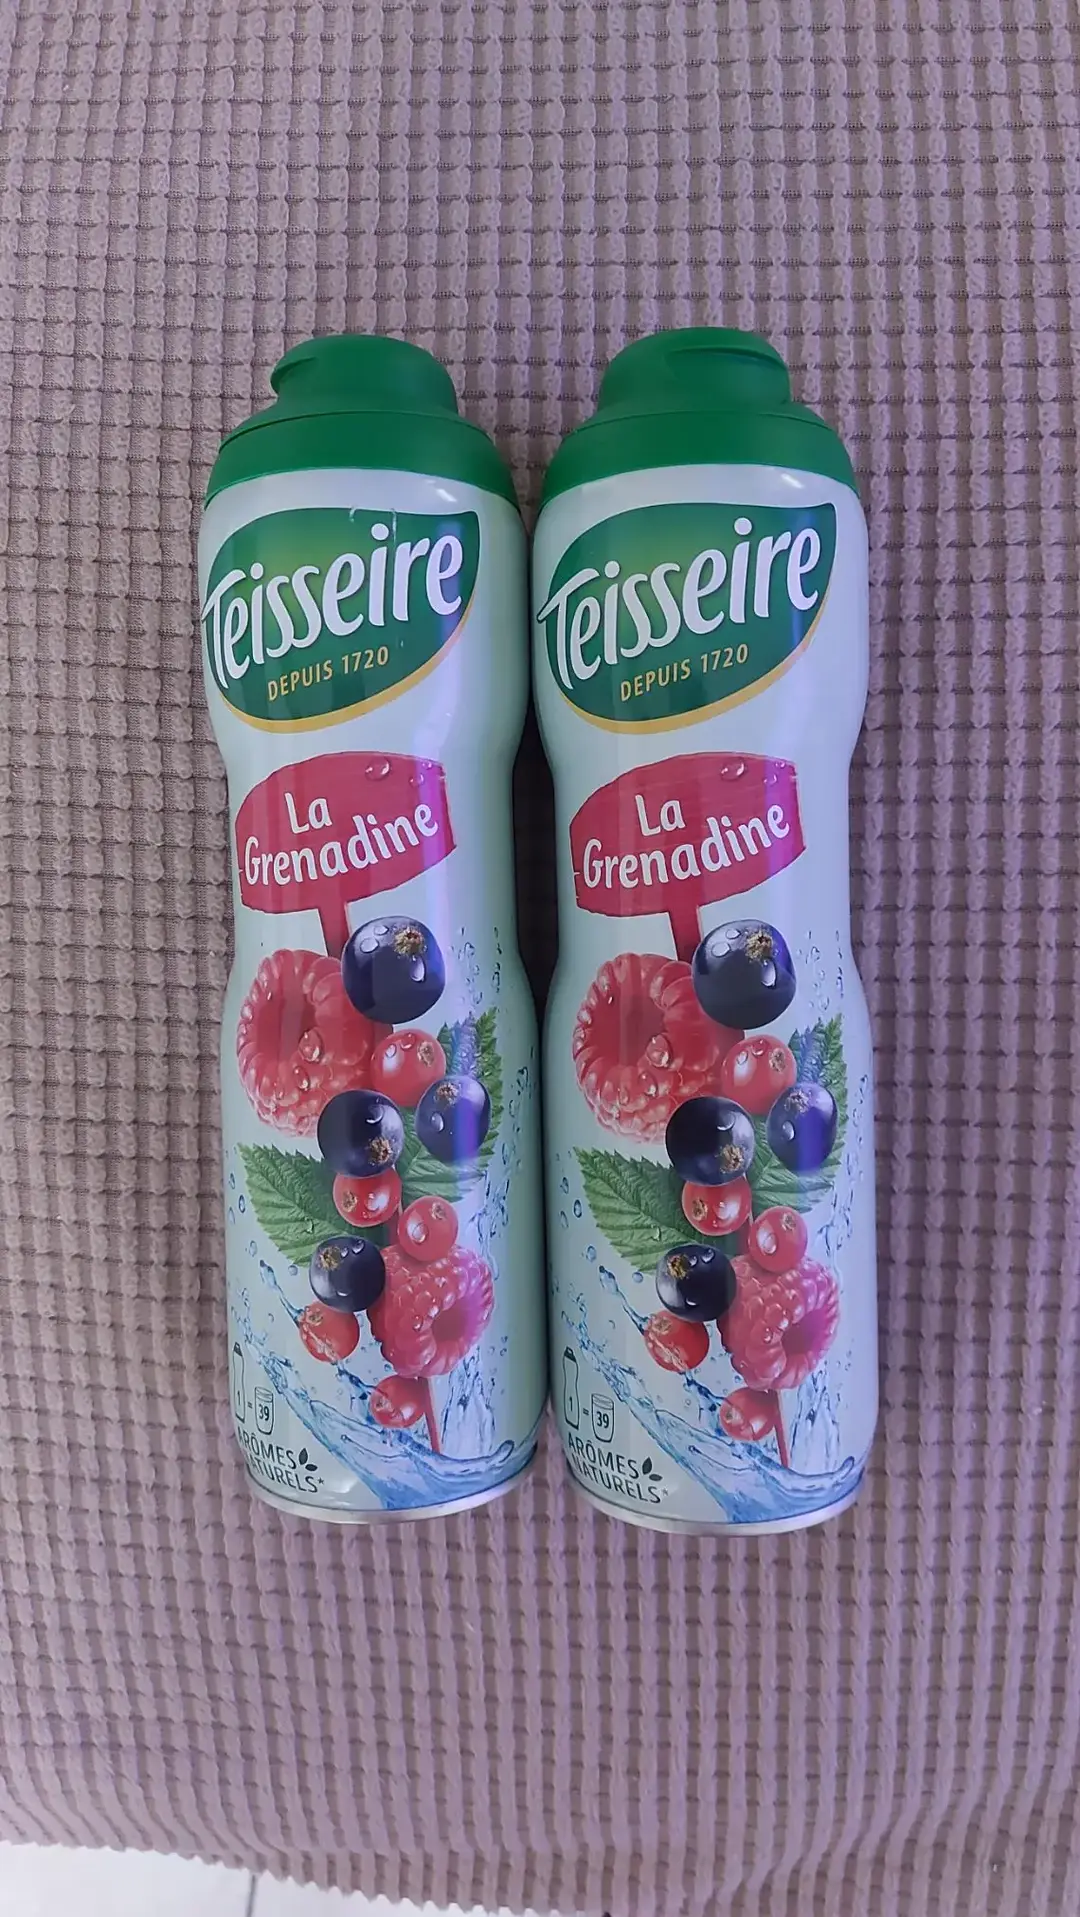 Teisseire
DEPUIS 1720
La
Grenadine
1 = 39
ARÔMES
NATURELS*
Teisseire
DEPUIS 1720
La
Grenadine
1 = 39
ARÔMES
NATURELS*